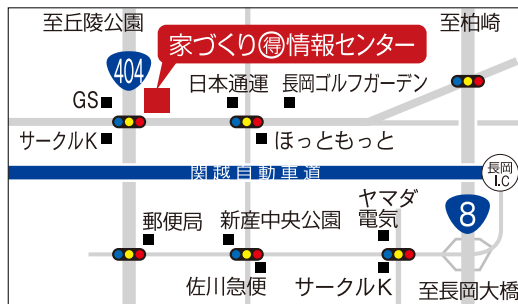 至丘陵公園
至柏崎
家づくり㊝情報センター
404
GS
日本通運
長岡ゴルフガーデン
サークルK
ほっともっと
関越自動車道
長岡
I.C
ヤマダ
電気
8
郵便局
新産中央公園
佐川急便
サークルK
至長岡大橋